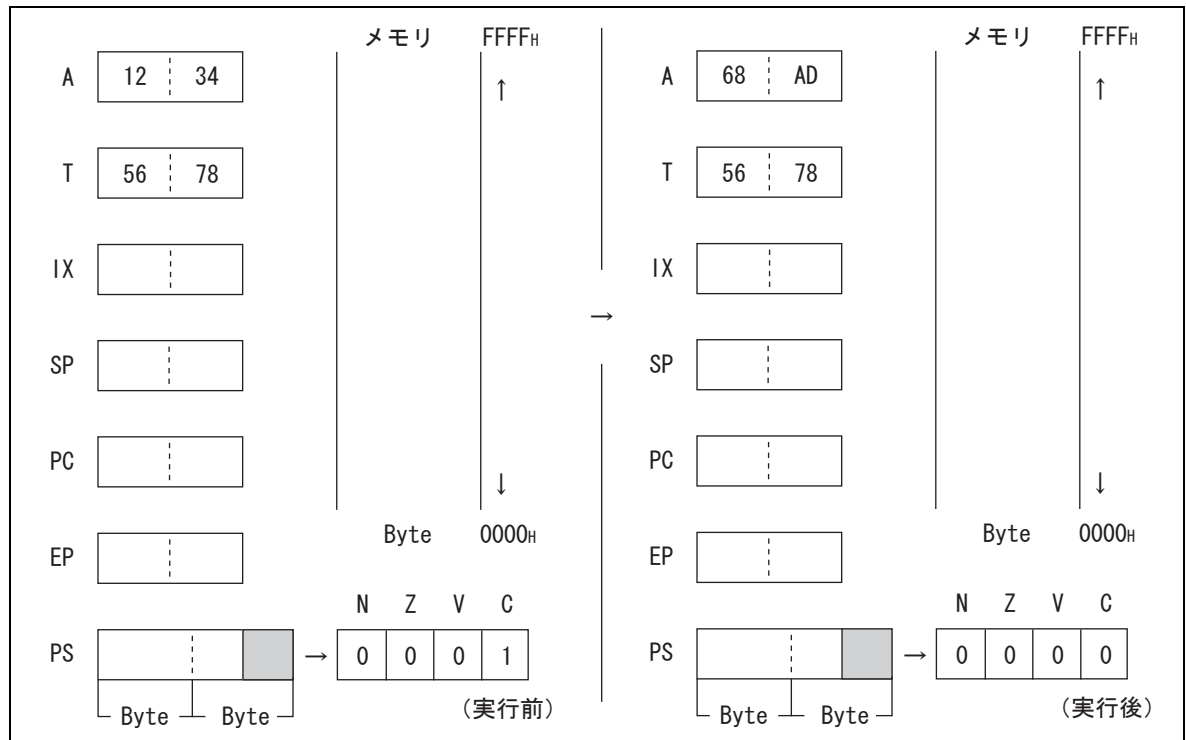 メモリ FFFFH
A 12 34
↑
T 56 78
IX
SP
PC
↓
Byte 0000H
EP
N Z V C
PS → 0 0 0 1
Byte Byte
(実行前)
→
メモリ FFFFH
A 68 AD
↑
T 56 78
IX
SP
PC
↓
Byte 0000H
EP
N Z V C
PS → 0 0 0 0
Byte Byte
(実行後)